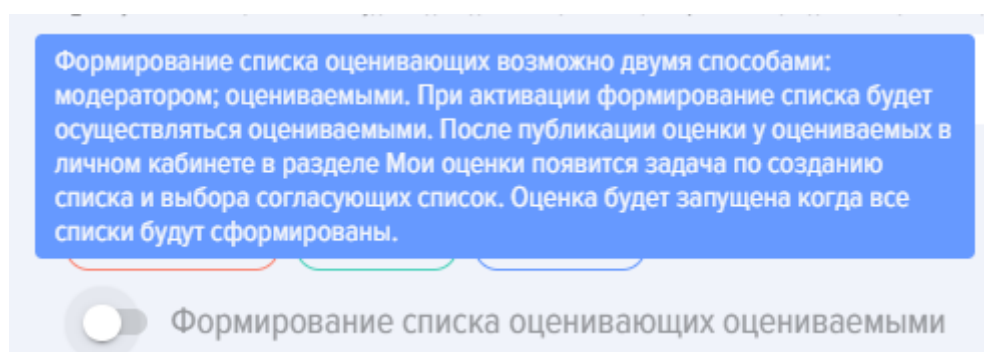 Формирование списка оценивающих возможно двумя способами:
модератором; оцениваемыми. При активации формирование списка будет
осуществляться оцениваемыми. После публикации оценки у оцениваемых в
личном кабинете в разделе Мои оценки появится задача по созданию
списка и выбора согласующих список. Оценка будет запущена когда все
списки будут сформированы.
Формирование списка оценивающих оцениваемыми